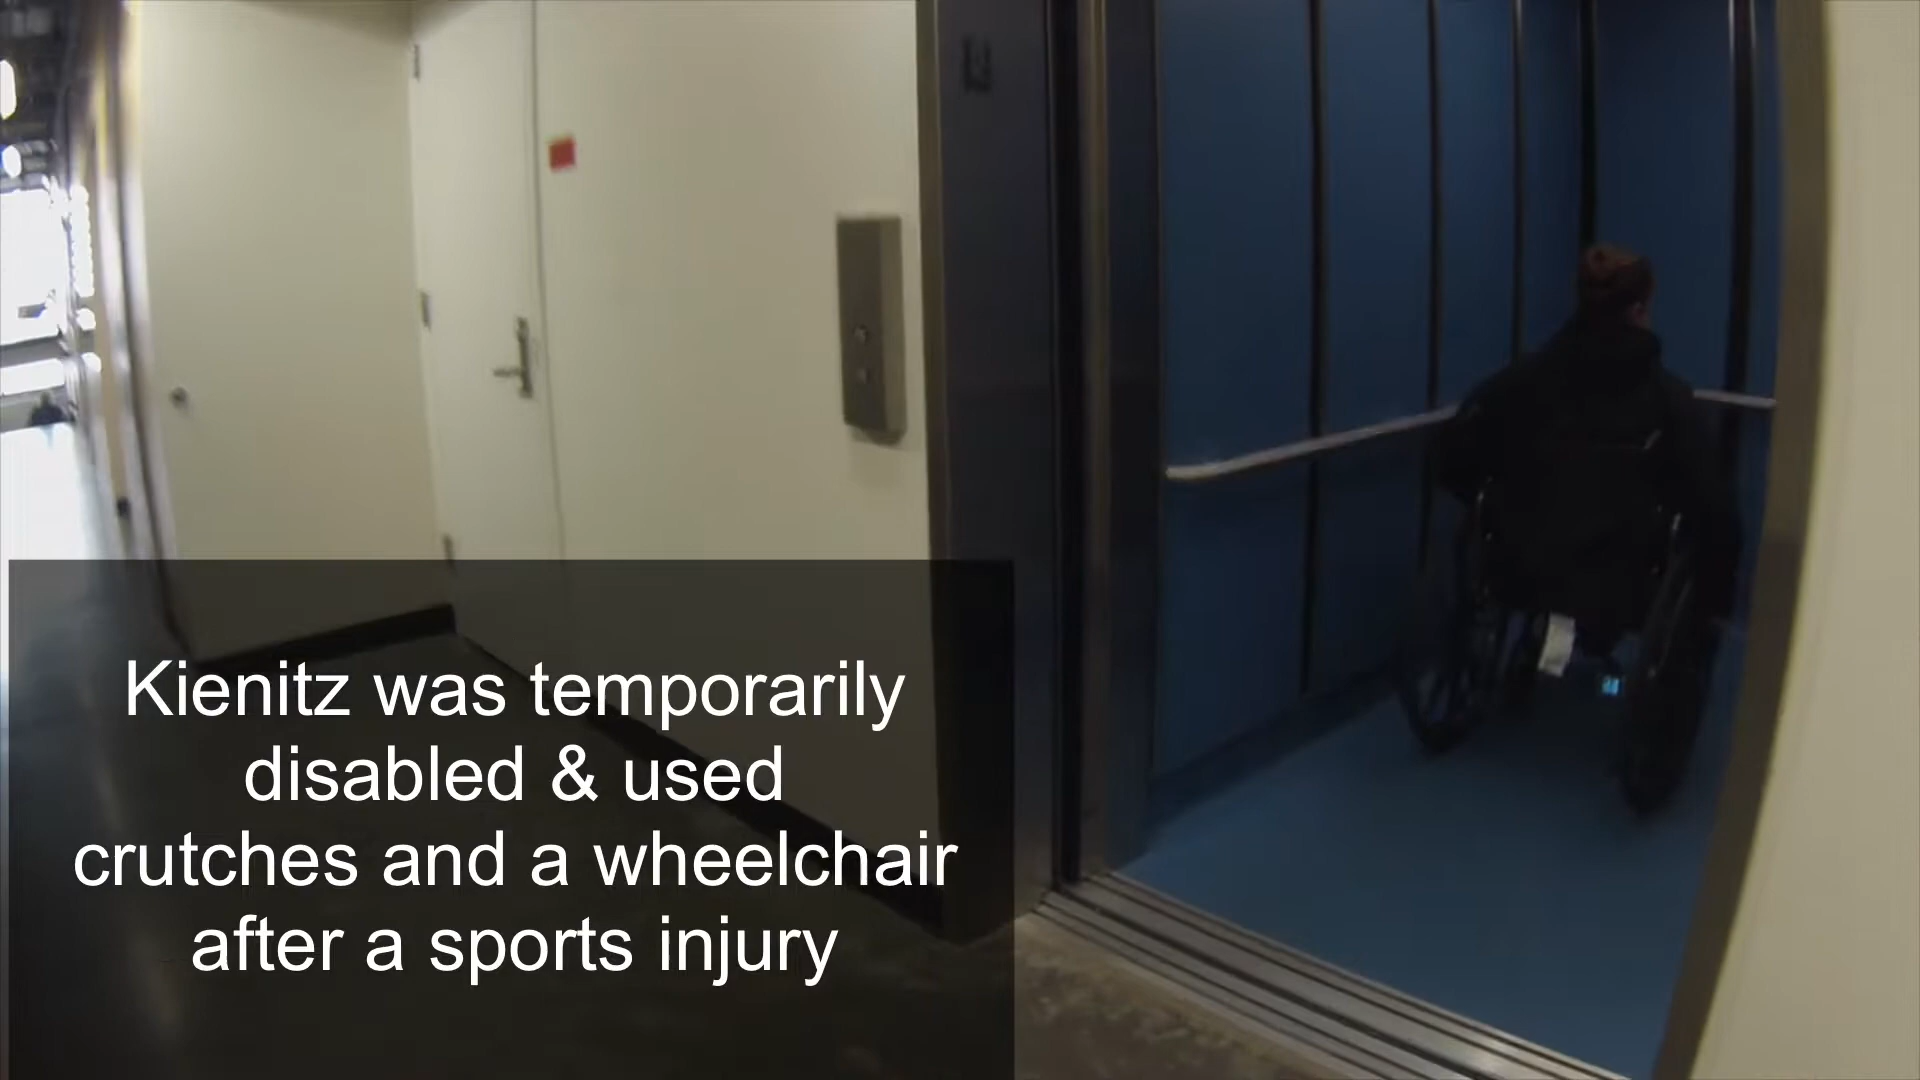 Kienitz was temporarily
disabled & used
crutches and a wheelchair
after a sports injury